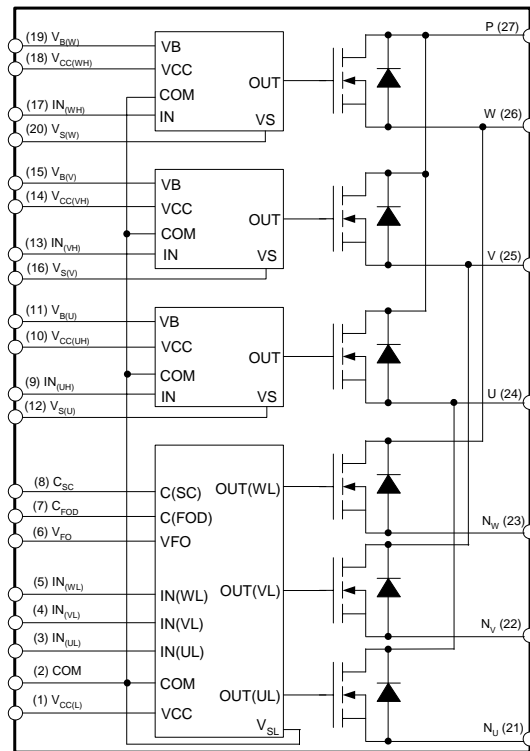 (19) VB(W)
(18) VCC(WH)
(17) IN(WH)
(20) VS(W)
VB
VCC
COM
IN
OUT
VS
P (27)
W (26)
(15) VB(V)
(14) VCC(VH)
(13) IN(VH)
(16) VS(V)
VB
VCC
COM
IN
OUT
VS
V (25)
(11) VB(U)
(10) VCC(UH)
(9) IN(UH)
(12) VS(U)
VB
VCC
COM
IN
OUT
VS
U (24)
(8) CSC
(7) CFOD
(6) VFO
(5) IN(WL)
(4) IN(VL)
(3) IN(UL)
(2) COM
(1) VCC(L)
C(SC)
C(FOD)
VFO
IN(WL)
IN(VL)
IN(UL)
COM
VCC
OUT(WL)
OUT(VL)
OUT(UL)
VSL
NW (23)
NV (22)
NU (21)